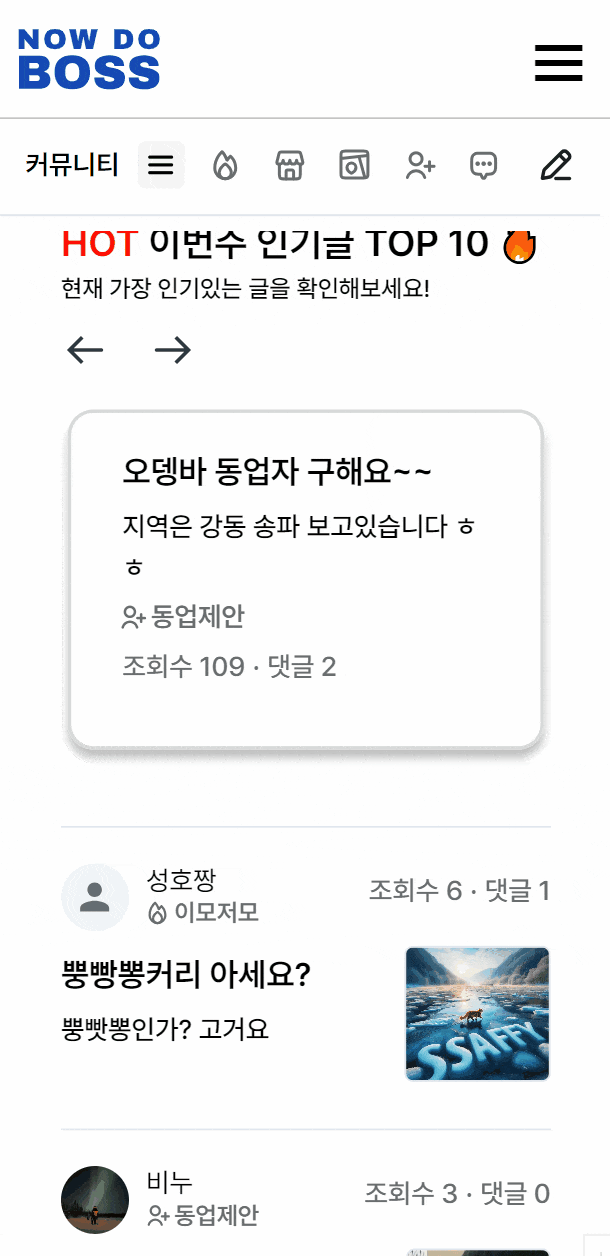 NOW DO
BOSS
커뮤니티
HOT 이번주 인기글 TOP 10 🔥
현재 가장 인기있는 글을 확인해보세요!
오뎅바 동업자 구해요~~
지역은 강동 송파 보고있습니다 ㅎ
ㅎ
동업제안
조회수 109 · 댓글 2
성호짱
이모저모
조회수 6 · 댓글 1
뿡빵뽕커리 아세요?
뿡빳뽕인가? 고거요
SSAFY
비누
동업제안
조회수 3 · 댓글 0